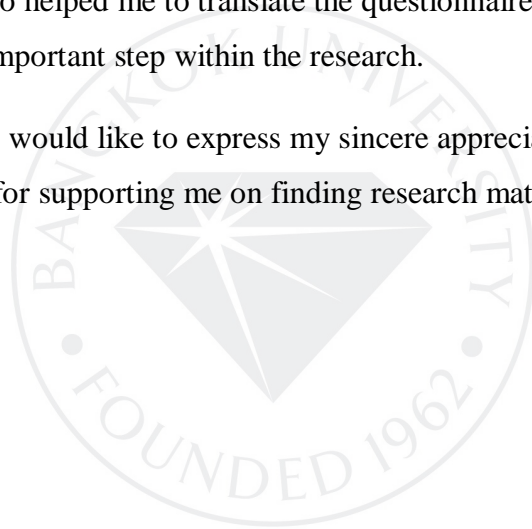 o helped me to translate the questionnaire
mportant step within the research.
would like to express my sincere appreci
for supporting me on finding research mat
BANGKOK UNIVERSITY
FOUNDED 1962